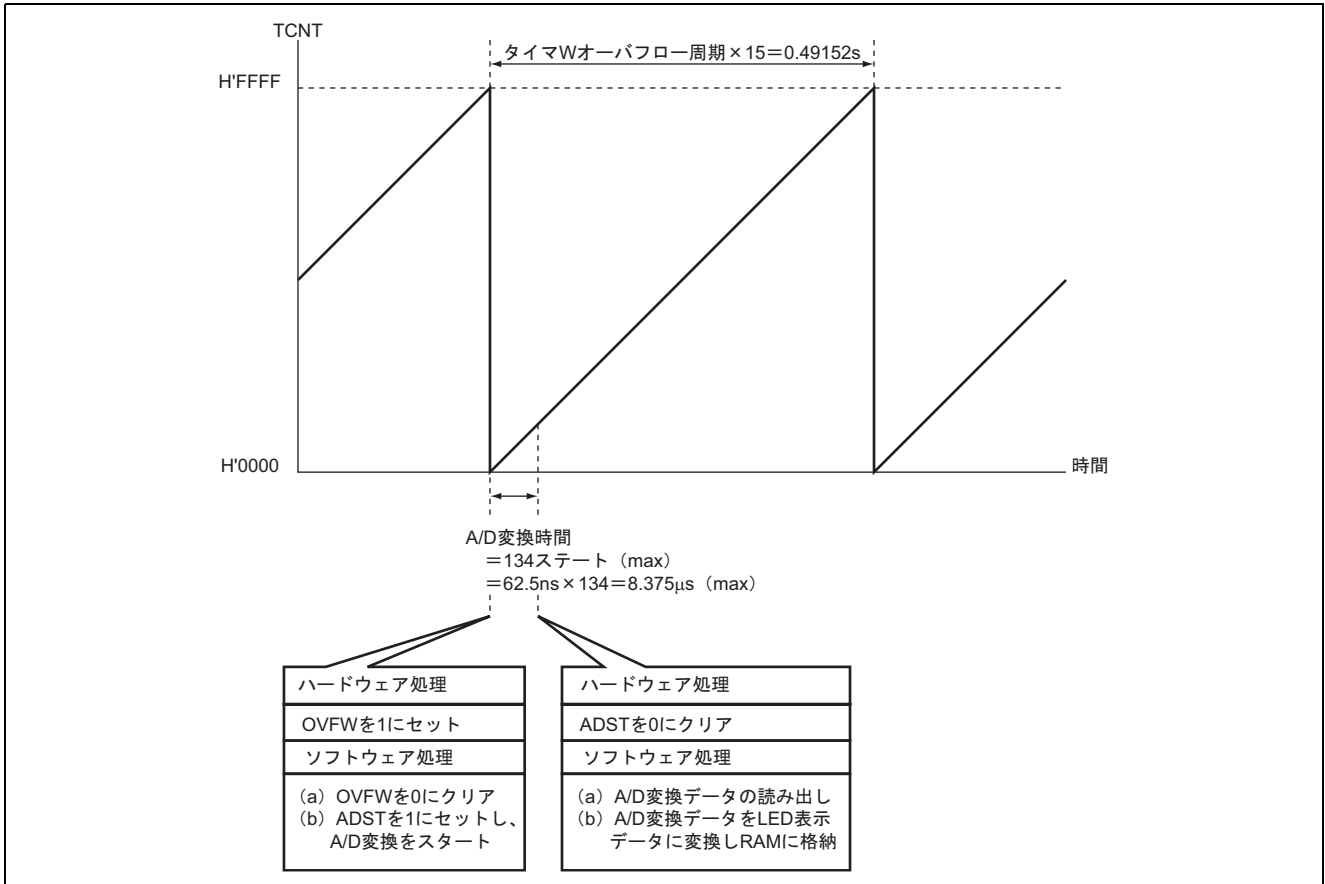 TCNT
タイマWオーバフロー周期×15＝0.49152s
H'FFFF
H'0000
時間
A/D変換時間
＝134ステート（max）
＝62.5ns×134＝8.375μs（max）
ハードウェア処理
OVFWを1にセット
ソフトウェア処理
（a）OVFWを0にクリア
（b）ADSTを1にセットし、
A/D変換をスタート
ハードウェア処理
ADSTを0にクリア
ソフトウェア処理
（a）A/D変換データの読み出し
（b）A/D変換データをLED表示
データに変換しRAMに格納